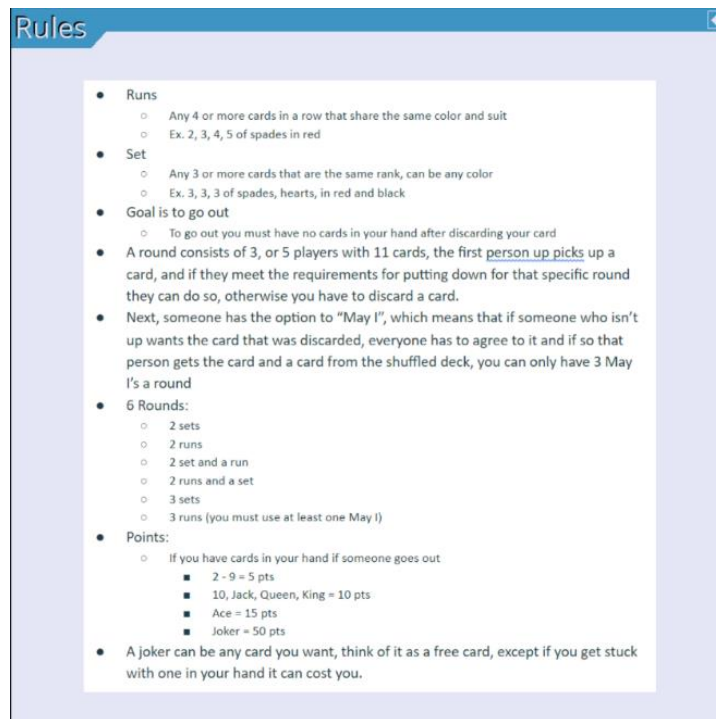 Rules
● Runs
○ Any 4 or more cards in a row that share the same color and suit
○ Ex. 2, 3, 4, 5 of spades in red
● Set
○ Any 3 or more cards that are the same rank, can be any color
○ Ex. 3, 3, 3 of spades, hearts, in red and black
● Goal is to go out
○ To go out you must have no cards in your hand after discarding your card
● A round consists of 3, or 5 players with 11 cards, the first person up picks up a
card, and if they meet the requirements for putting down for that specific round
they can do so, otherwise you have to discard a card.
● Next, someone has the option to “May I”, which means that if someone who isn’t
up wants the card that was discarded, everyone has to agree to it and if so that
person gets the card and a card from the shuffled deck, you can only have 3 May
I’s a round
● 6 Rounds:
○ 2 sets
○ 2 runs
○ 2 set and a run
○ 2 runs and a set
○ 3 sets
○ 3 runs (you must use at least one May I)
● Points:
○ If you have cards in your hand if someone goes out
■ 2 - 9 = 5 pts
■ 10, Jack, Queen, King = 10 pts
■ Ace = 15 pts
■ Joker = 50 pts
● A joker can be any card you want, think of it as a free card, except if you get stuck
with one in your hand it can cost you.